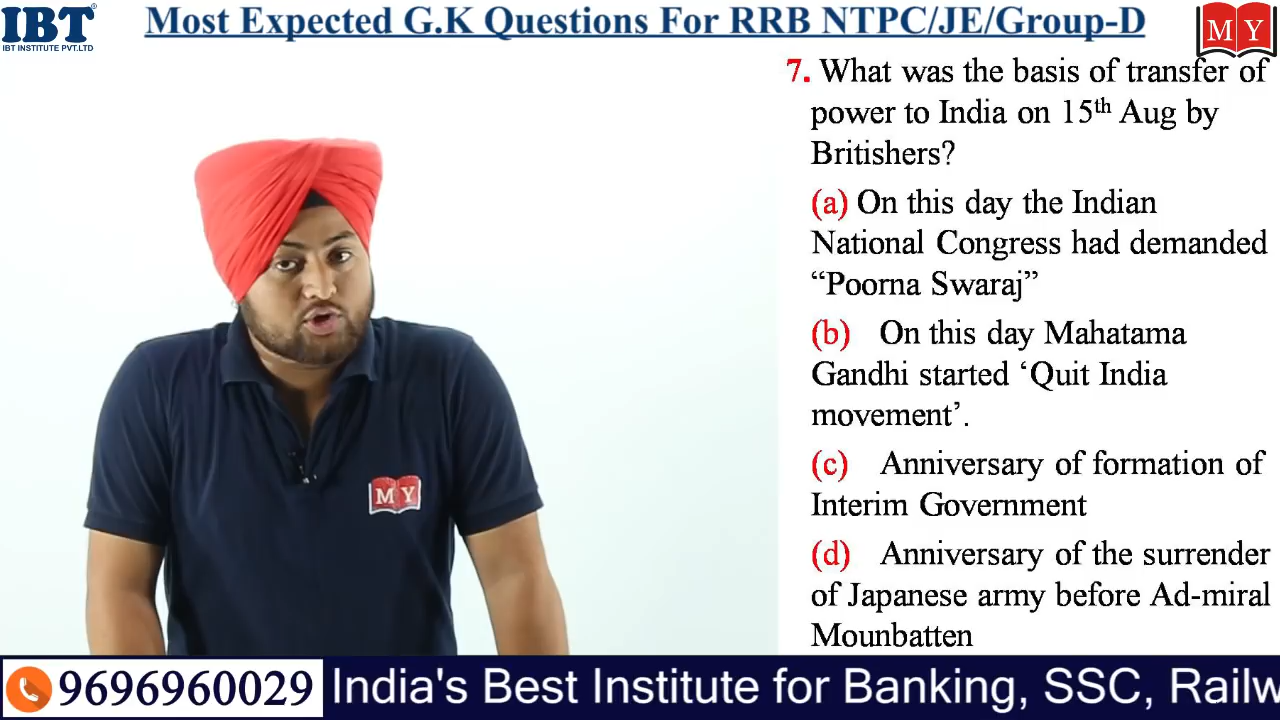 IBT
®
IBT INSTITUTE PVT.LTD
Most Expected G.K Questions For RRB NTPC/JE/Group-D
MY
7. What was the basis of transfer of
power to India on 15th Aug by
Britishers?
(a) On this day the Indian
National Congress had demanded
“Poorna Swaraj”
(b) On this day Mahatama
Gandhi started ‘Quit India
movement’.
(c) Anniversary of formation of
Interim Government
(d) Anniversary of the surrender
of Japanese army before Ad-miral
Mounbatten
MY
9696960029
India's Best Institute for Banking, SSC, Railw